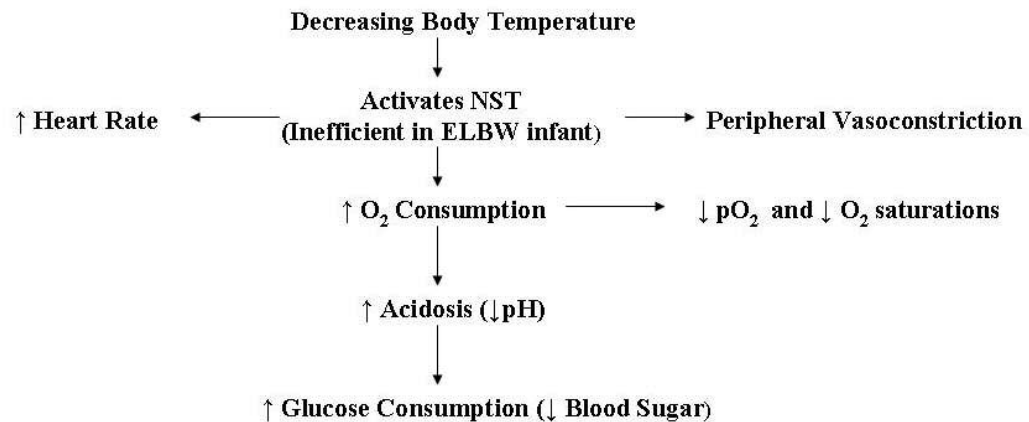 Decreasing Body Temperature
Activates NST
(Inefficient in ELBW infant)
↑ Heart Rate
Peripheral Vasoconstriction
↑ O₂ Consumption
↓ pO₂ and ↓ O₂ saturations
↑ Acidosis (↓pH)
↑ Glucose Consumption (↓ Blood Sugar)